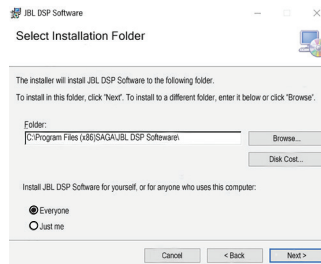 JBL DSP Software
Select Installation Folder
The installer will install JBL DSP Software to the following folder.
To install in this folder, click "Next". To install to a different folder, enter it below or click "Browse".
Folder:
C:\Program Files (x86)SAGA\JBL DSP Softeware\
Browse...
Disk Cost...
Install JBL DSP Software for yourself, or for anyone who uses this computer:
Everyone
Just me
Cancel
< Back
Next >